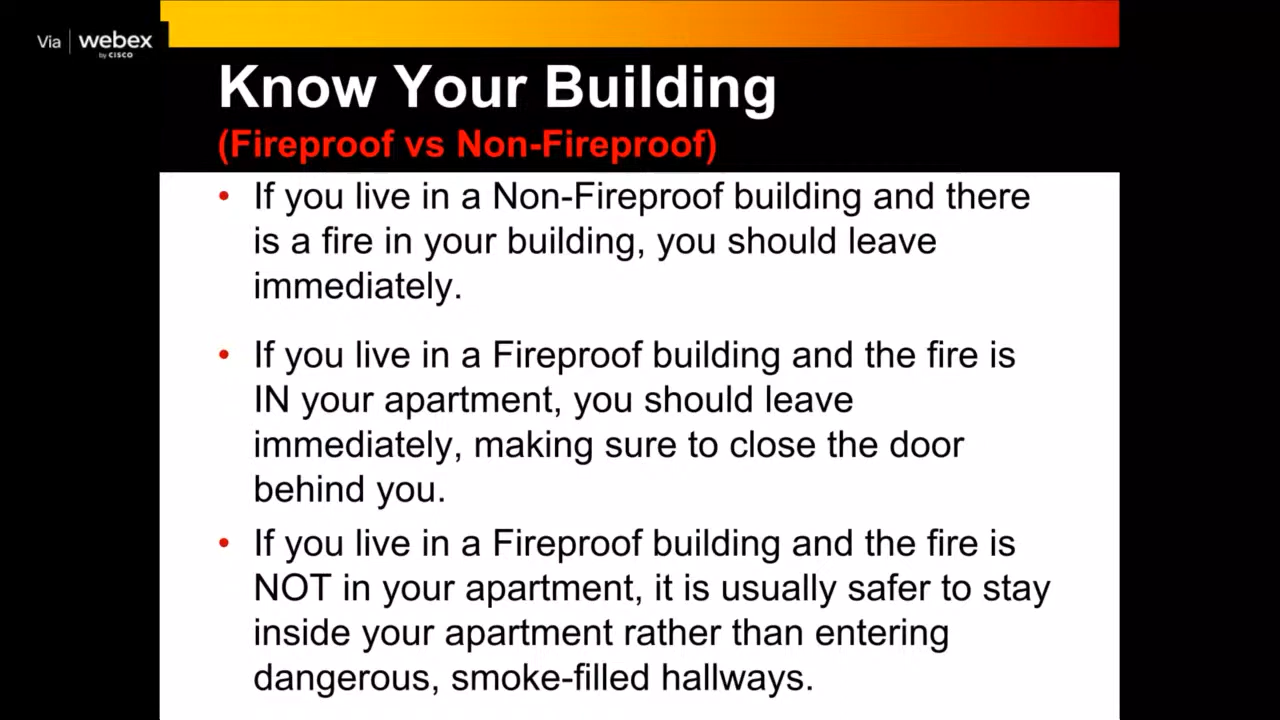 Via | webex
by CISCO
Know Your Building
(Fireproof vs Non-Fireproof)
• If you live in a Non-Fireproof building and there
is a fire in your building, you should leave
immediately.
• If you live in a Fireproof building and the fire is
IN your apartment, you should leave
immediately, making sure to close the door
behind you.
• If you live in a Fireproof building and the fire is
NOT in your apartment, it is usually safer to stay
inside your apartment rather than entering
dangerous, smoke-filled hallways.